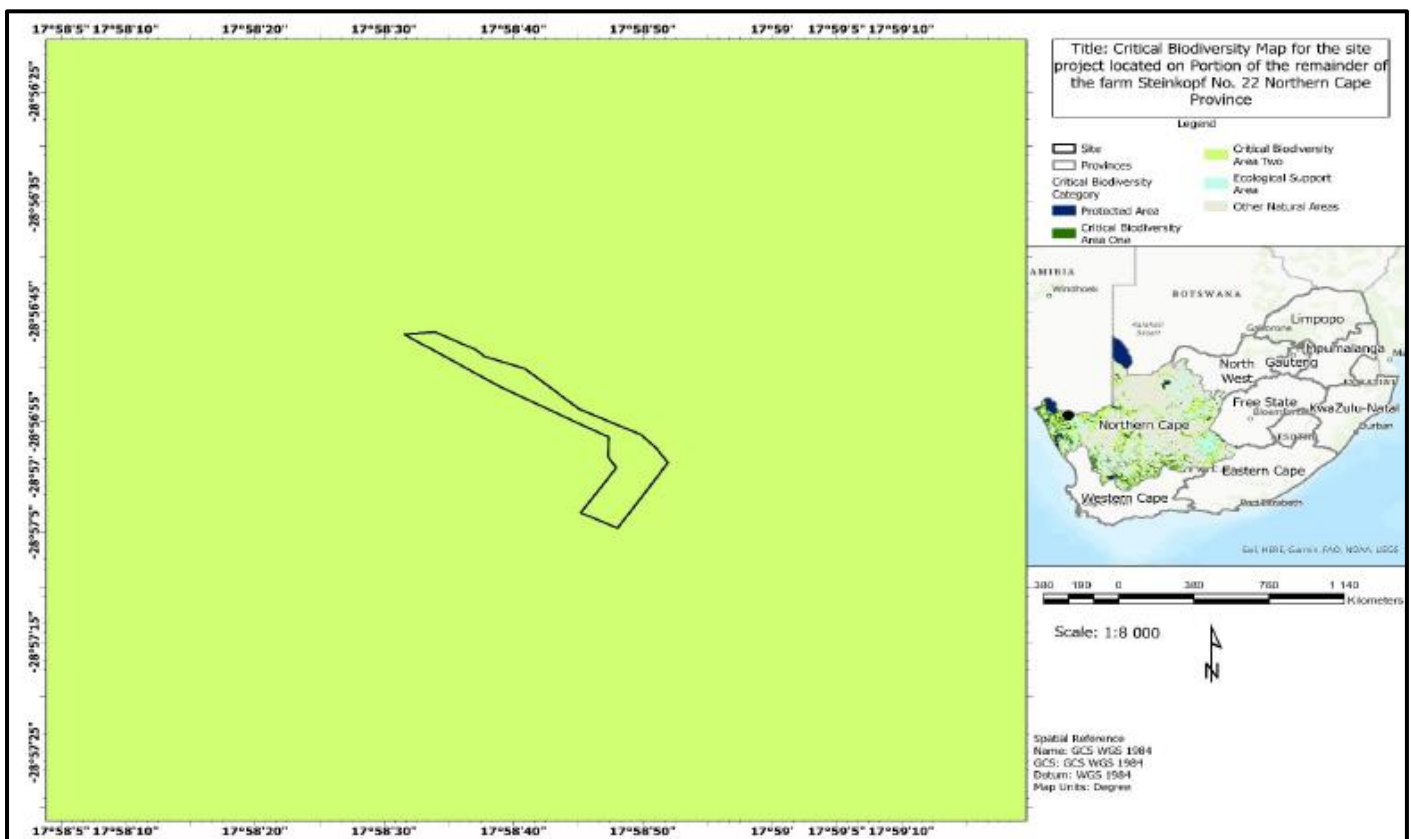 17°58'5" 17°58'10" 17°58'20" 17°58'30" 17°58'40" 17°58'50" 17°59' 17°59'5" 17°59'10"
-28°56'25"
-28°56'35"
-28°56'45"
-28°56'55"
-28°57'
-28°57'5"
-28°57'15"
-28°57'25"
17°58'5" 17°58'10" 17°58'20" 17°58'30" 17°58'40" 17°58'50" 17°59' 17°59'5" 17°59'10"
Title: Critical Biodiversity Map for the site
project located on Portion of the remainder of
the farm Steinkopf No. 22 Northern Cape
Province
Legend
Site
Provinces
Critical Biodiversity
Category
Protected Area
Critical Biodiversity
Area One
Critical Biodiversity
Area Two
Ecological Support
Area
Other Natural Areas
AMIBIA
Windhoek
BOTSWANA
Kalahari
Desert
Gaborone
Limpopo
Mpumalanga
Gauteng
North
West
Free State
KwaZulu-Natal
Durban
Northern Cape
Eastern Cape
Western Cape
Port Elizabeth
Esri, HERE, Garmin, FAO, NOAA, USGS
380 190 0 380 760 1 140
Kilometers
Scale: 1:8 000
N
Spatial Reference
Name: GCS WGS 1984
GCS: GCS WGS 1984
Datum: WGS 1984
Map Units: Degree